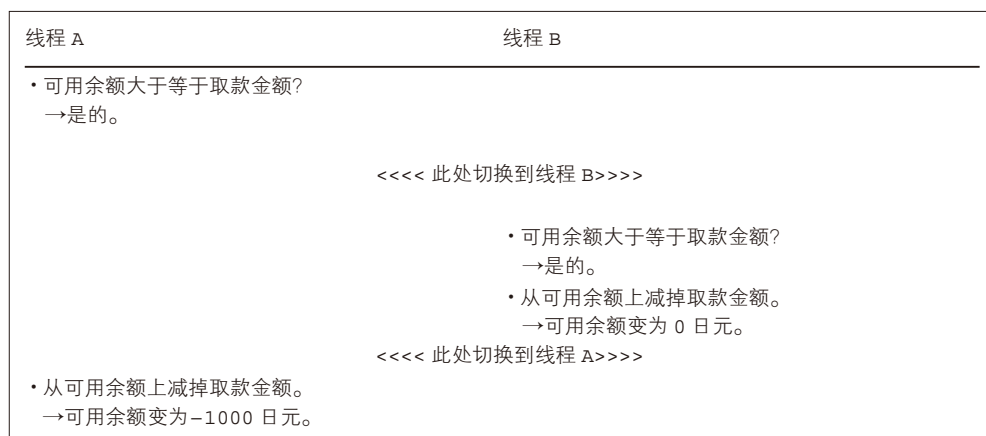 线程 A 线程 B
·可用余额大于等于取款金额?
→是的。
<<<< 此处切换到线程 B>>>>
·可用余额大于等于取款金额?
→是的。
·从可用余额上减掉取款金额。
→可用余额变为 0 日元。
<<<< 此处切换到线程 A>>>>
·从可用余额上减掉取款金额。
→可用余额变为–1000 日元。